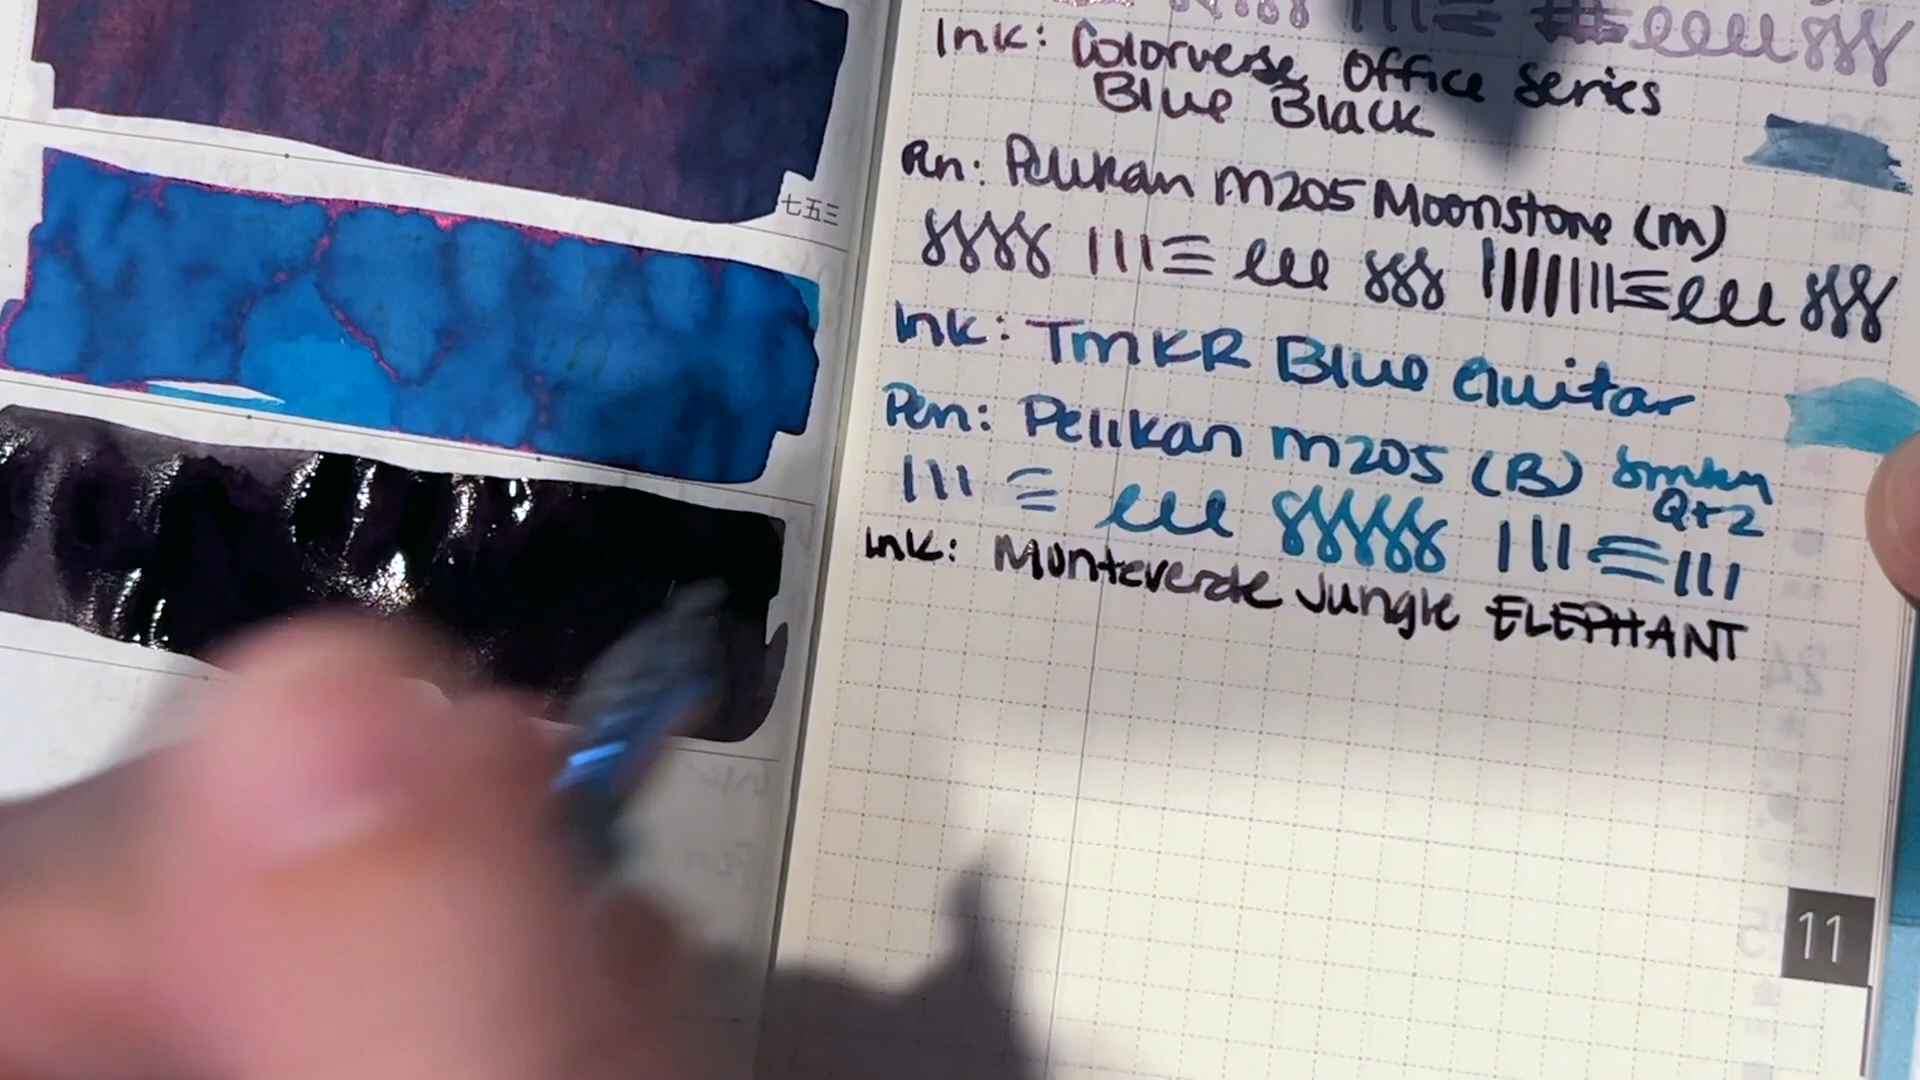 Ink: Colorverse Office Series
Blue Black
Pen: Pelikan m205 Moonstone (m)
七五三
Ink: TmKR Blue Guitar
Pen: Pelikan m205 (B) Smoky
Qtz
Ink: Monteverde Jungle ELEPHANT
11